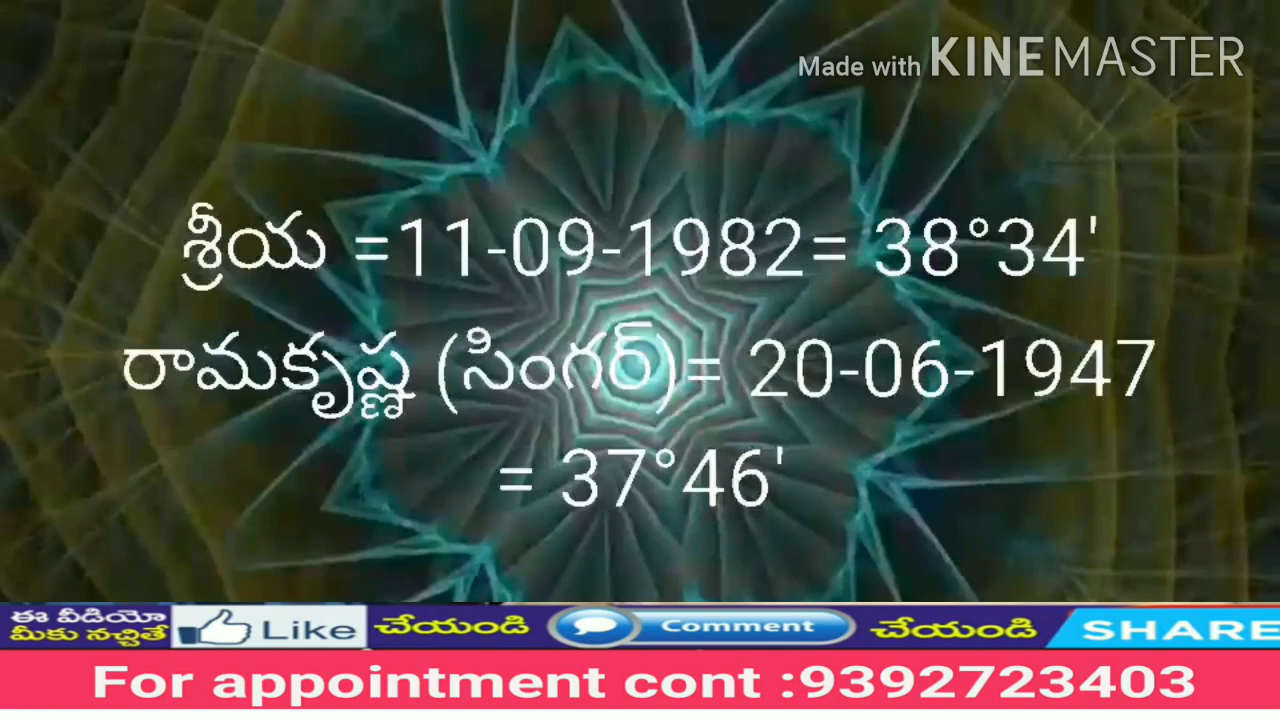 Made with KINEMASTER
శ్రీయ =11-09-1982= 38°34'
రామకృష్ణ (సింగర్)= 20-06-1947
= 37°46'
ఈ వీడియో
మీకు నచ్చితే Like చేయండి Comment చేయండి SHARE
For appointment cont :9392723403